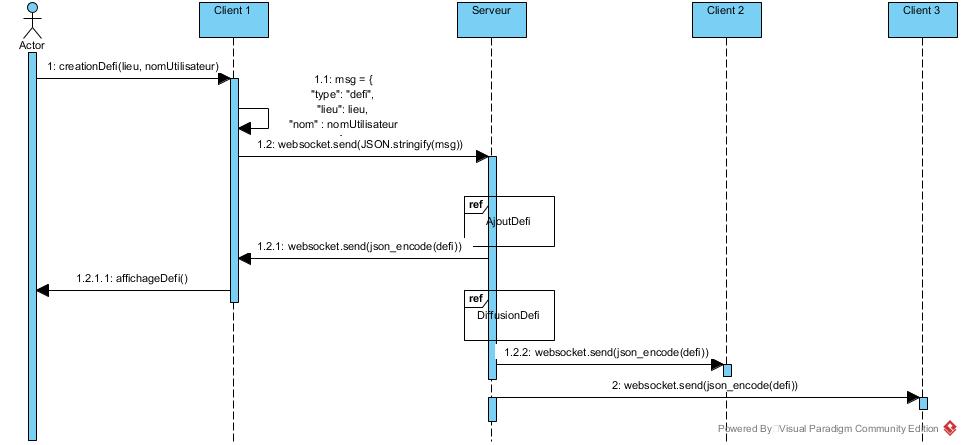 Client 1
Serveur
Client 2
Client 3
Actor
1: creationDefi(lieu, nomUtilisateur)
1.1: msg = {
"type": "defi",
"lieu": lieu,
"nom" : nomUtilisateur
1.2: websocket.send(JSON.stringify(msg))
ref
AjoutDefi
1.2.1: websocket.send(json_encode(defi))
1.2.1.1: affichageDefi()
ref
DiffusionDefi
1.2.2: websocket.send(json_encode(defi))
2: websocket.send(json_encode(defi))
Powered By Visual Paradigm Community Edition